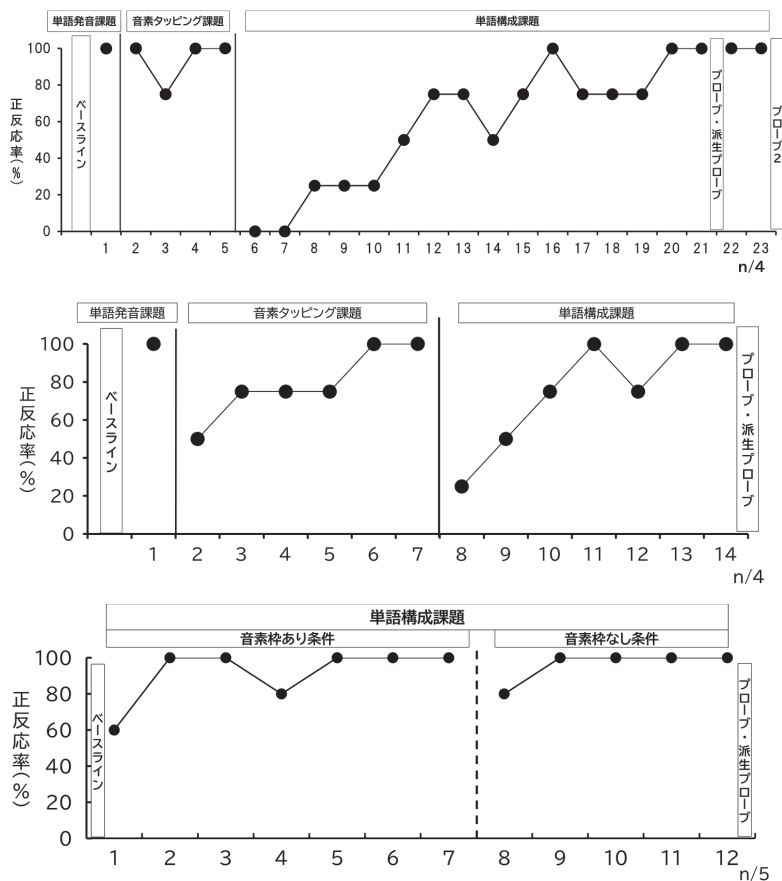 単語発音課題 音素タッピング課題 単語構成課題
正反応率(%)
100
80
60
40
20
0
ベースライン
プローブ・派生プローブ
プローブ2
1 2 3 4 5 6 7 8 9 10 11 12 13 14 15 16 17 18 19 20 21 22 23
n/4
単語発音課題 音素タッピング課題 単語構成課題
正反応率(%)
100
80
60
40
20
0
ベースライン
プローブ・派生プローブ
1 2 3 4 5 6 7 8 9 10 11 12 13 14
n/4
単語構成課題
音素枠あり条件 音素枠なし条件
正反応率(%)
100
80
60
40
20
0
ベースライン
プローブ・派生プローブ
1 2 3 4 5 6 7 8 9 10 11 12
n/5